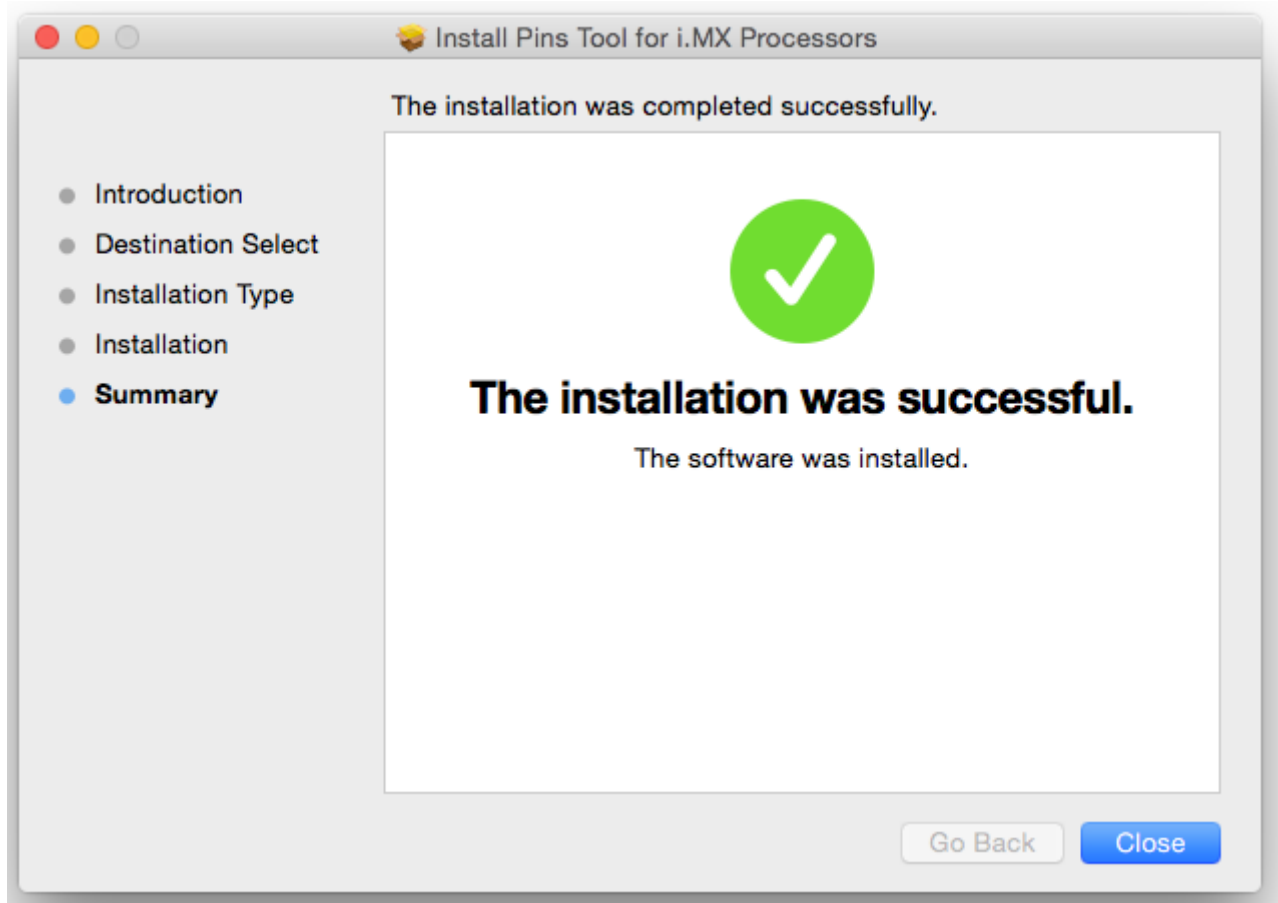 Install Pins Tool for i.MX Processors
The installation was completed successfully.
Introduction
Destination Select
Installation Type
Installation
Summary
The installation was successful.
The software was installed.
Go Back
Close